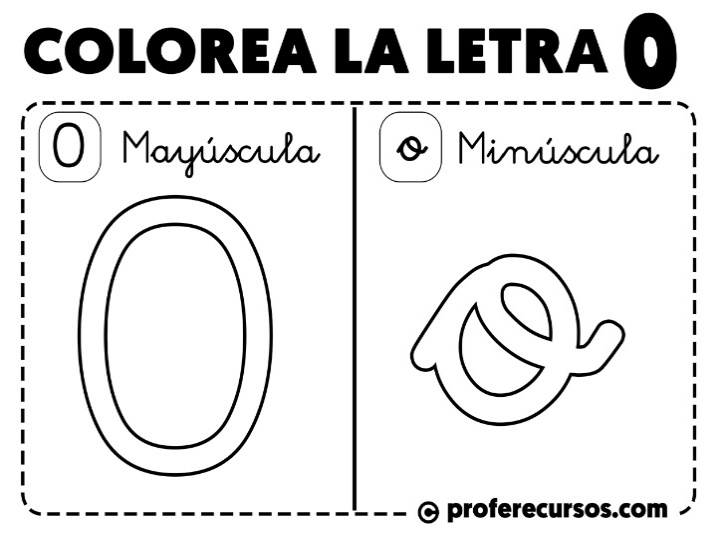 COLOREA LA LETRA O
O Mayúscula
o Minúscula
O
o
© proferecursos.com